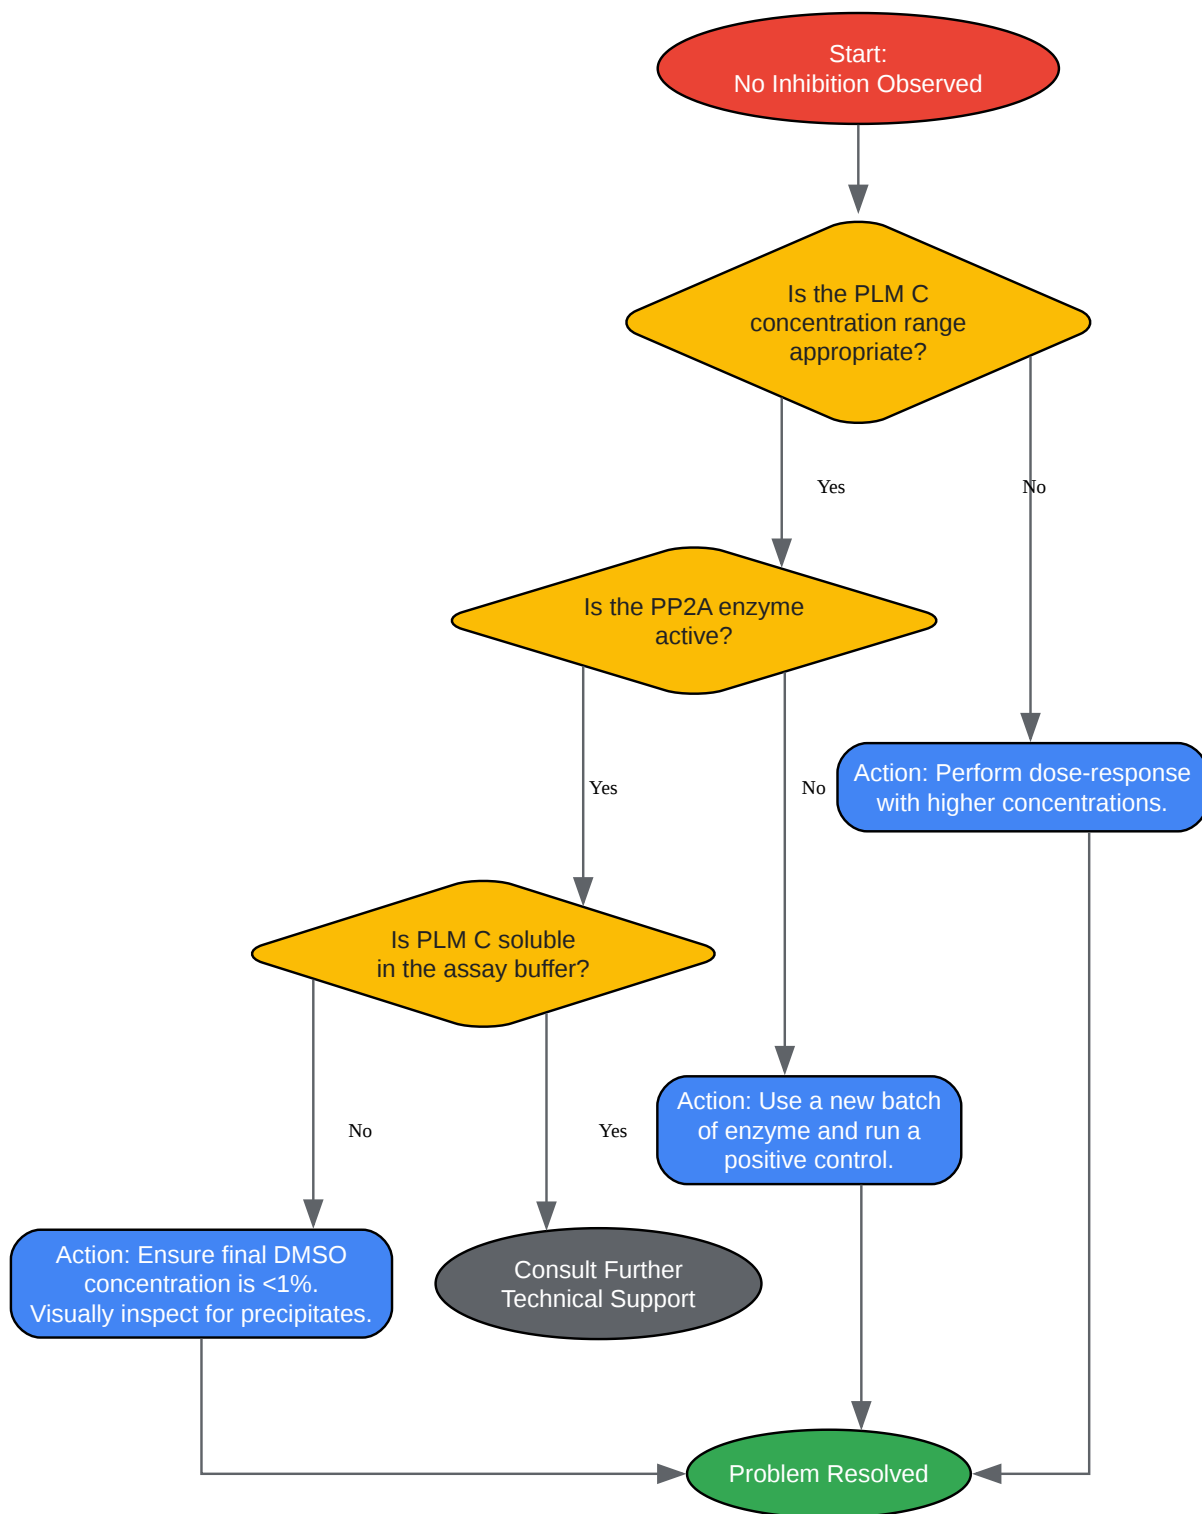 Start:
No Inhibition Observed
Is the PLM C
concentration range
appropriate?
Yes
No
Is the PP2A enzyme
active?
Yes
No
Action: Perform dose-response
with higher concentrations.
Is PLM C soluble
in the assay buffer?
No
Yes
Action: Use a new batch
of enzyme and run a
positive control.
Action: Ensure final DMSO
concentration is <1%.
Visually inspect for precipitates.
Consult Further
Technical Support
Problem Resolved